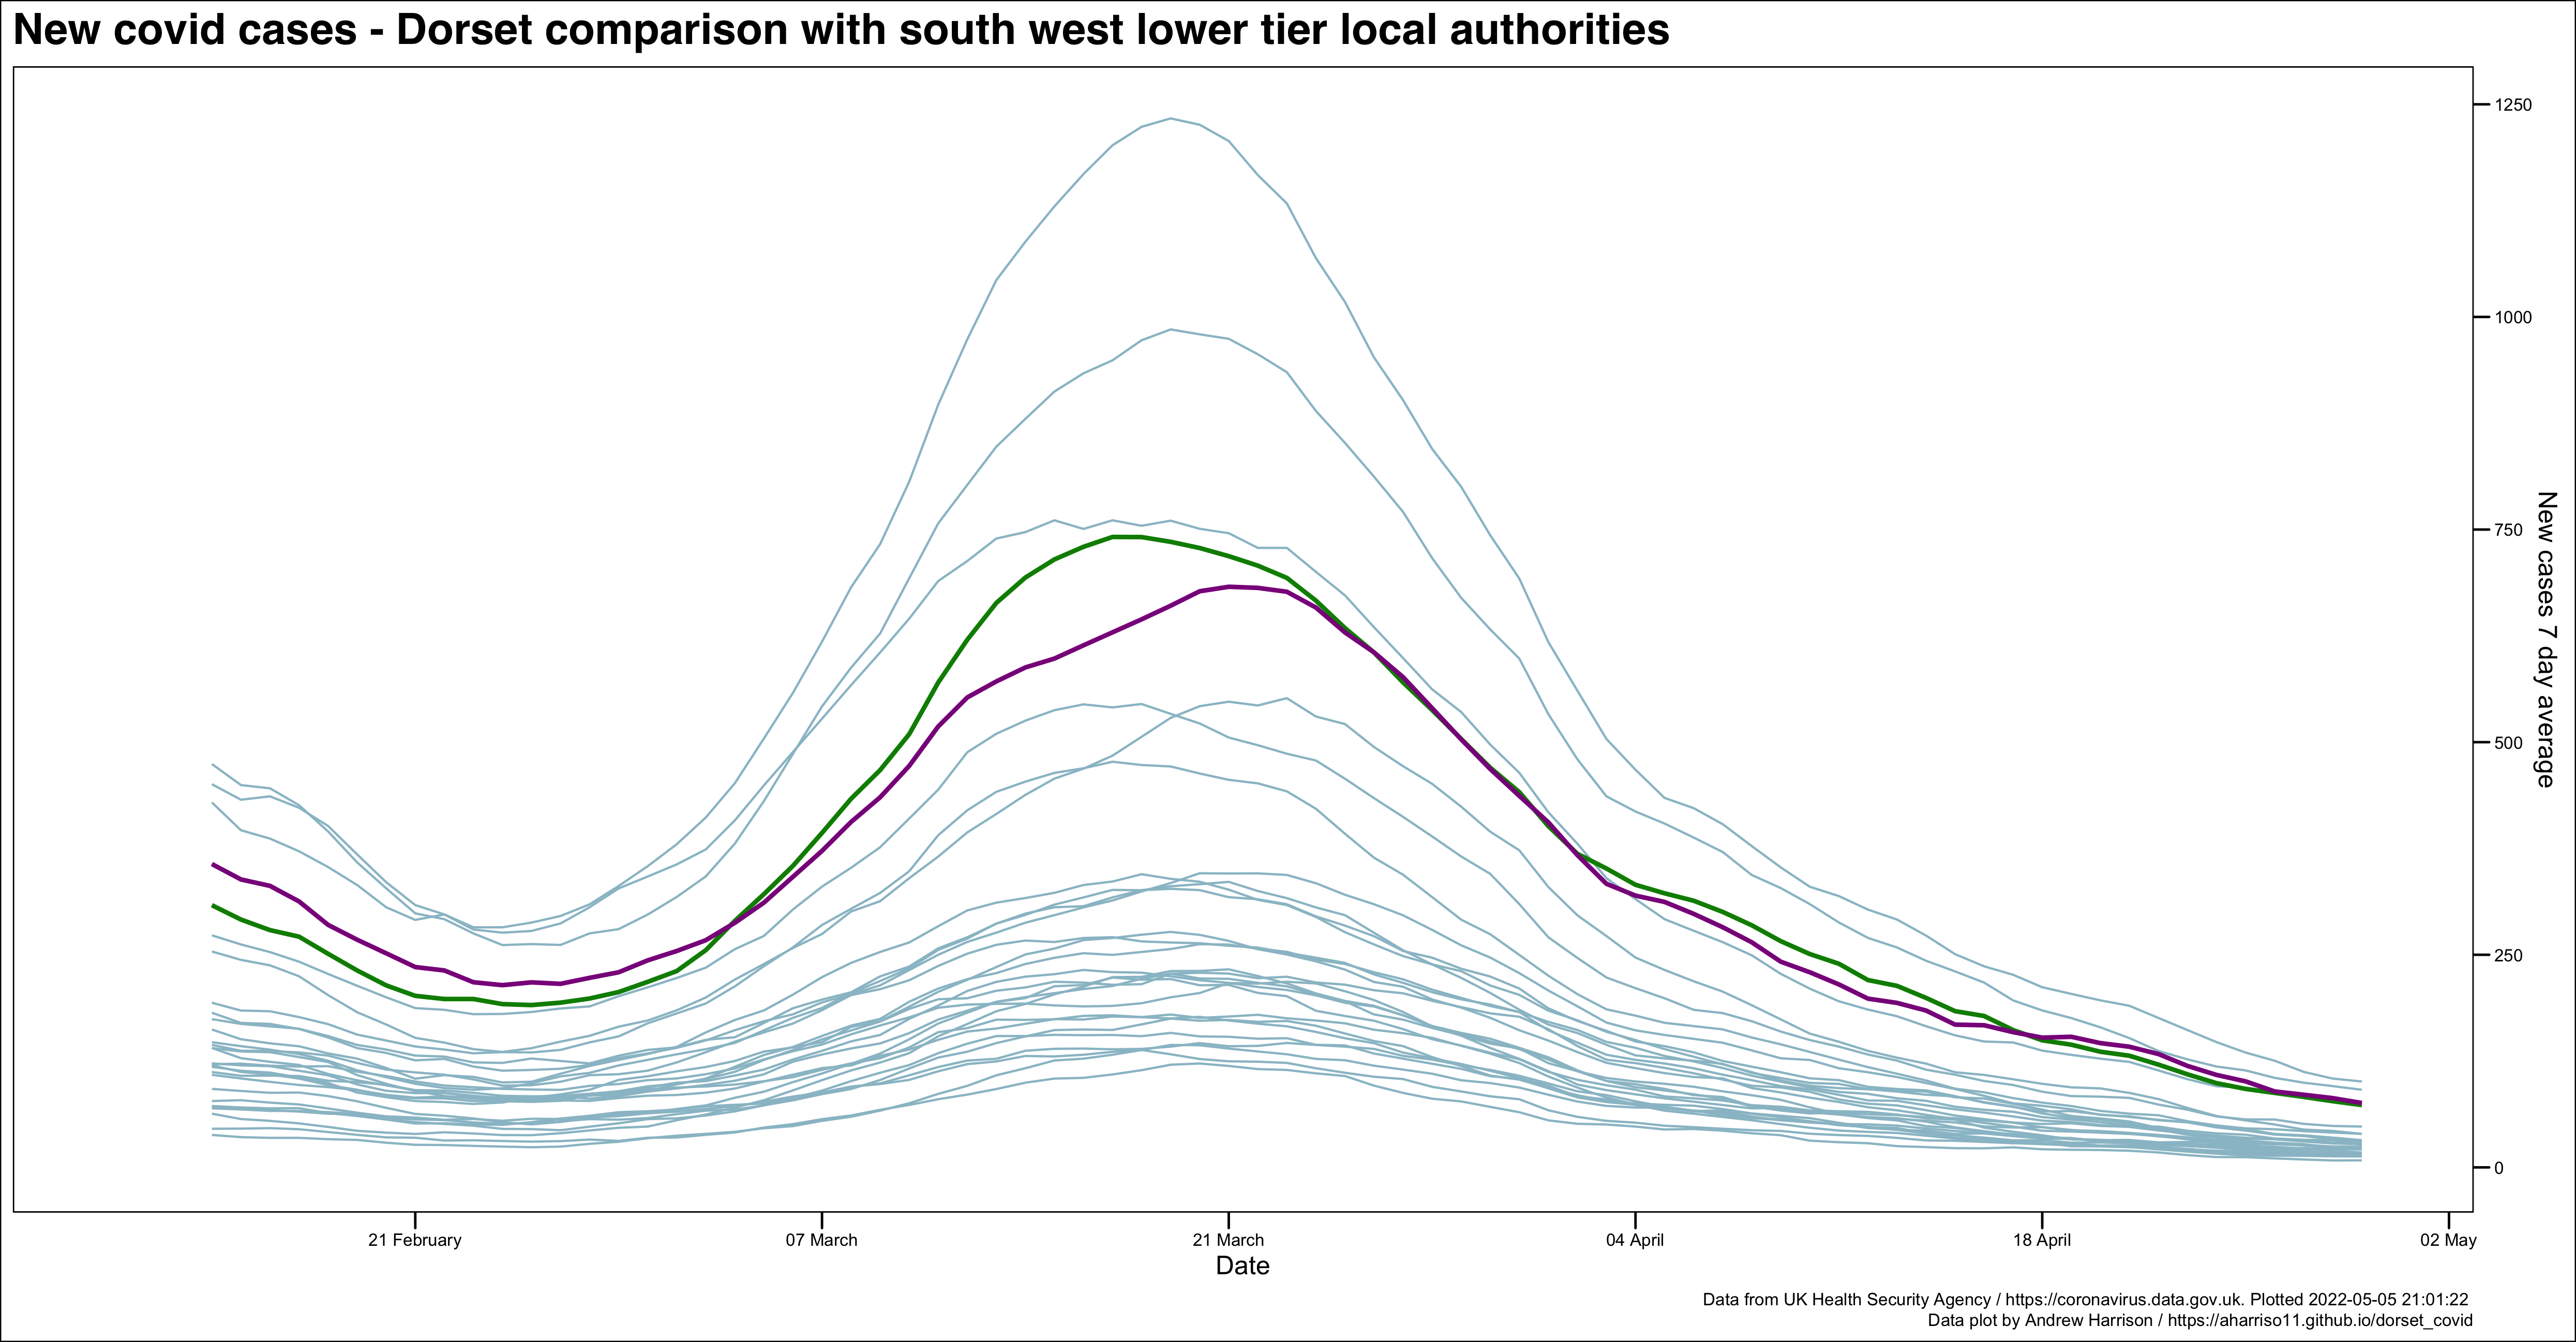 New covid cases - Dorset comparison with south west lower tier local authorities
1250
1000
750
500
250
0
New cases 7 day average
21 February
07 March
21 March
04 April
18 April
02 May
Date
Data from UK Health Security Agency / https://coronavirus.data.gov.uk. Plotted 2022-05-05 21:01:22
Data plot by Andrew Harrison / https://aharriso11.github.io/dorset_covid